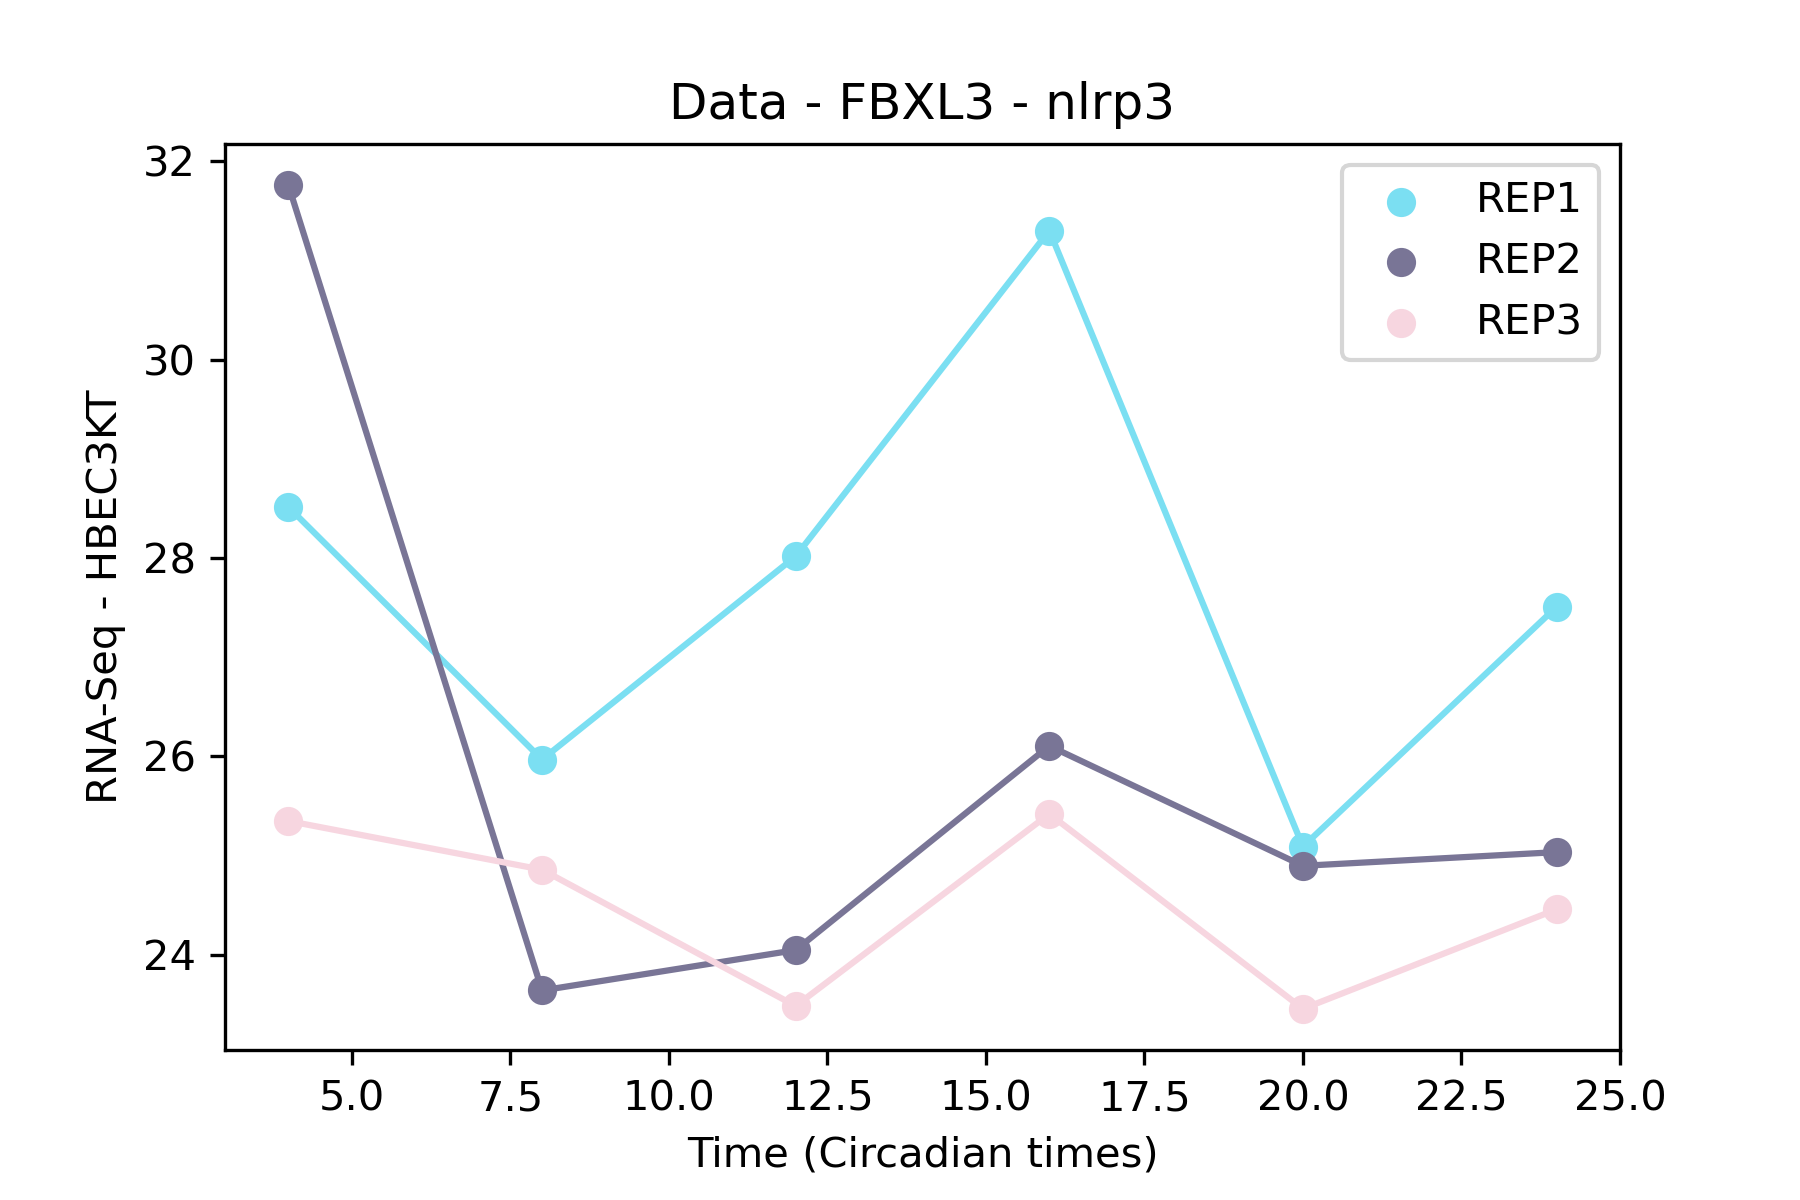 Data - FBXL3 - nlrp3
32
30
28
26
24
RNA-Seq - HBEC3KT
REP1
REP2
REP3
5.0 7.5 10.0 12.5 15.0 17.5 20.0 22.5 25.0
Time (Circadian times)